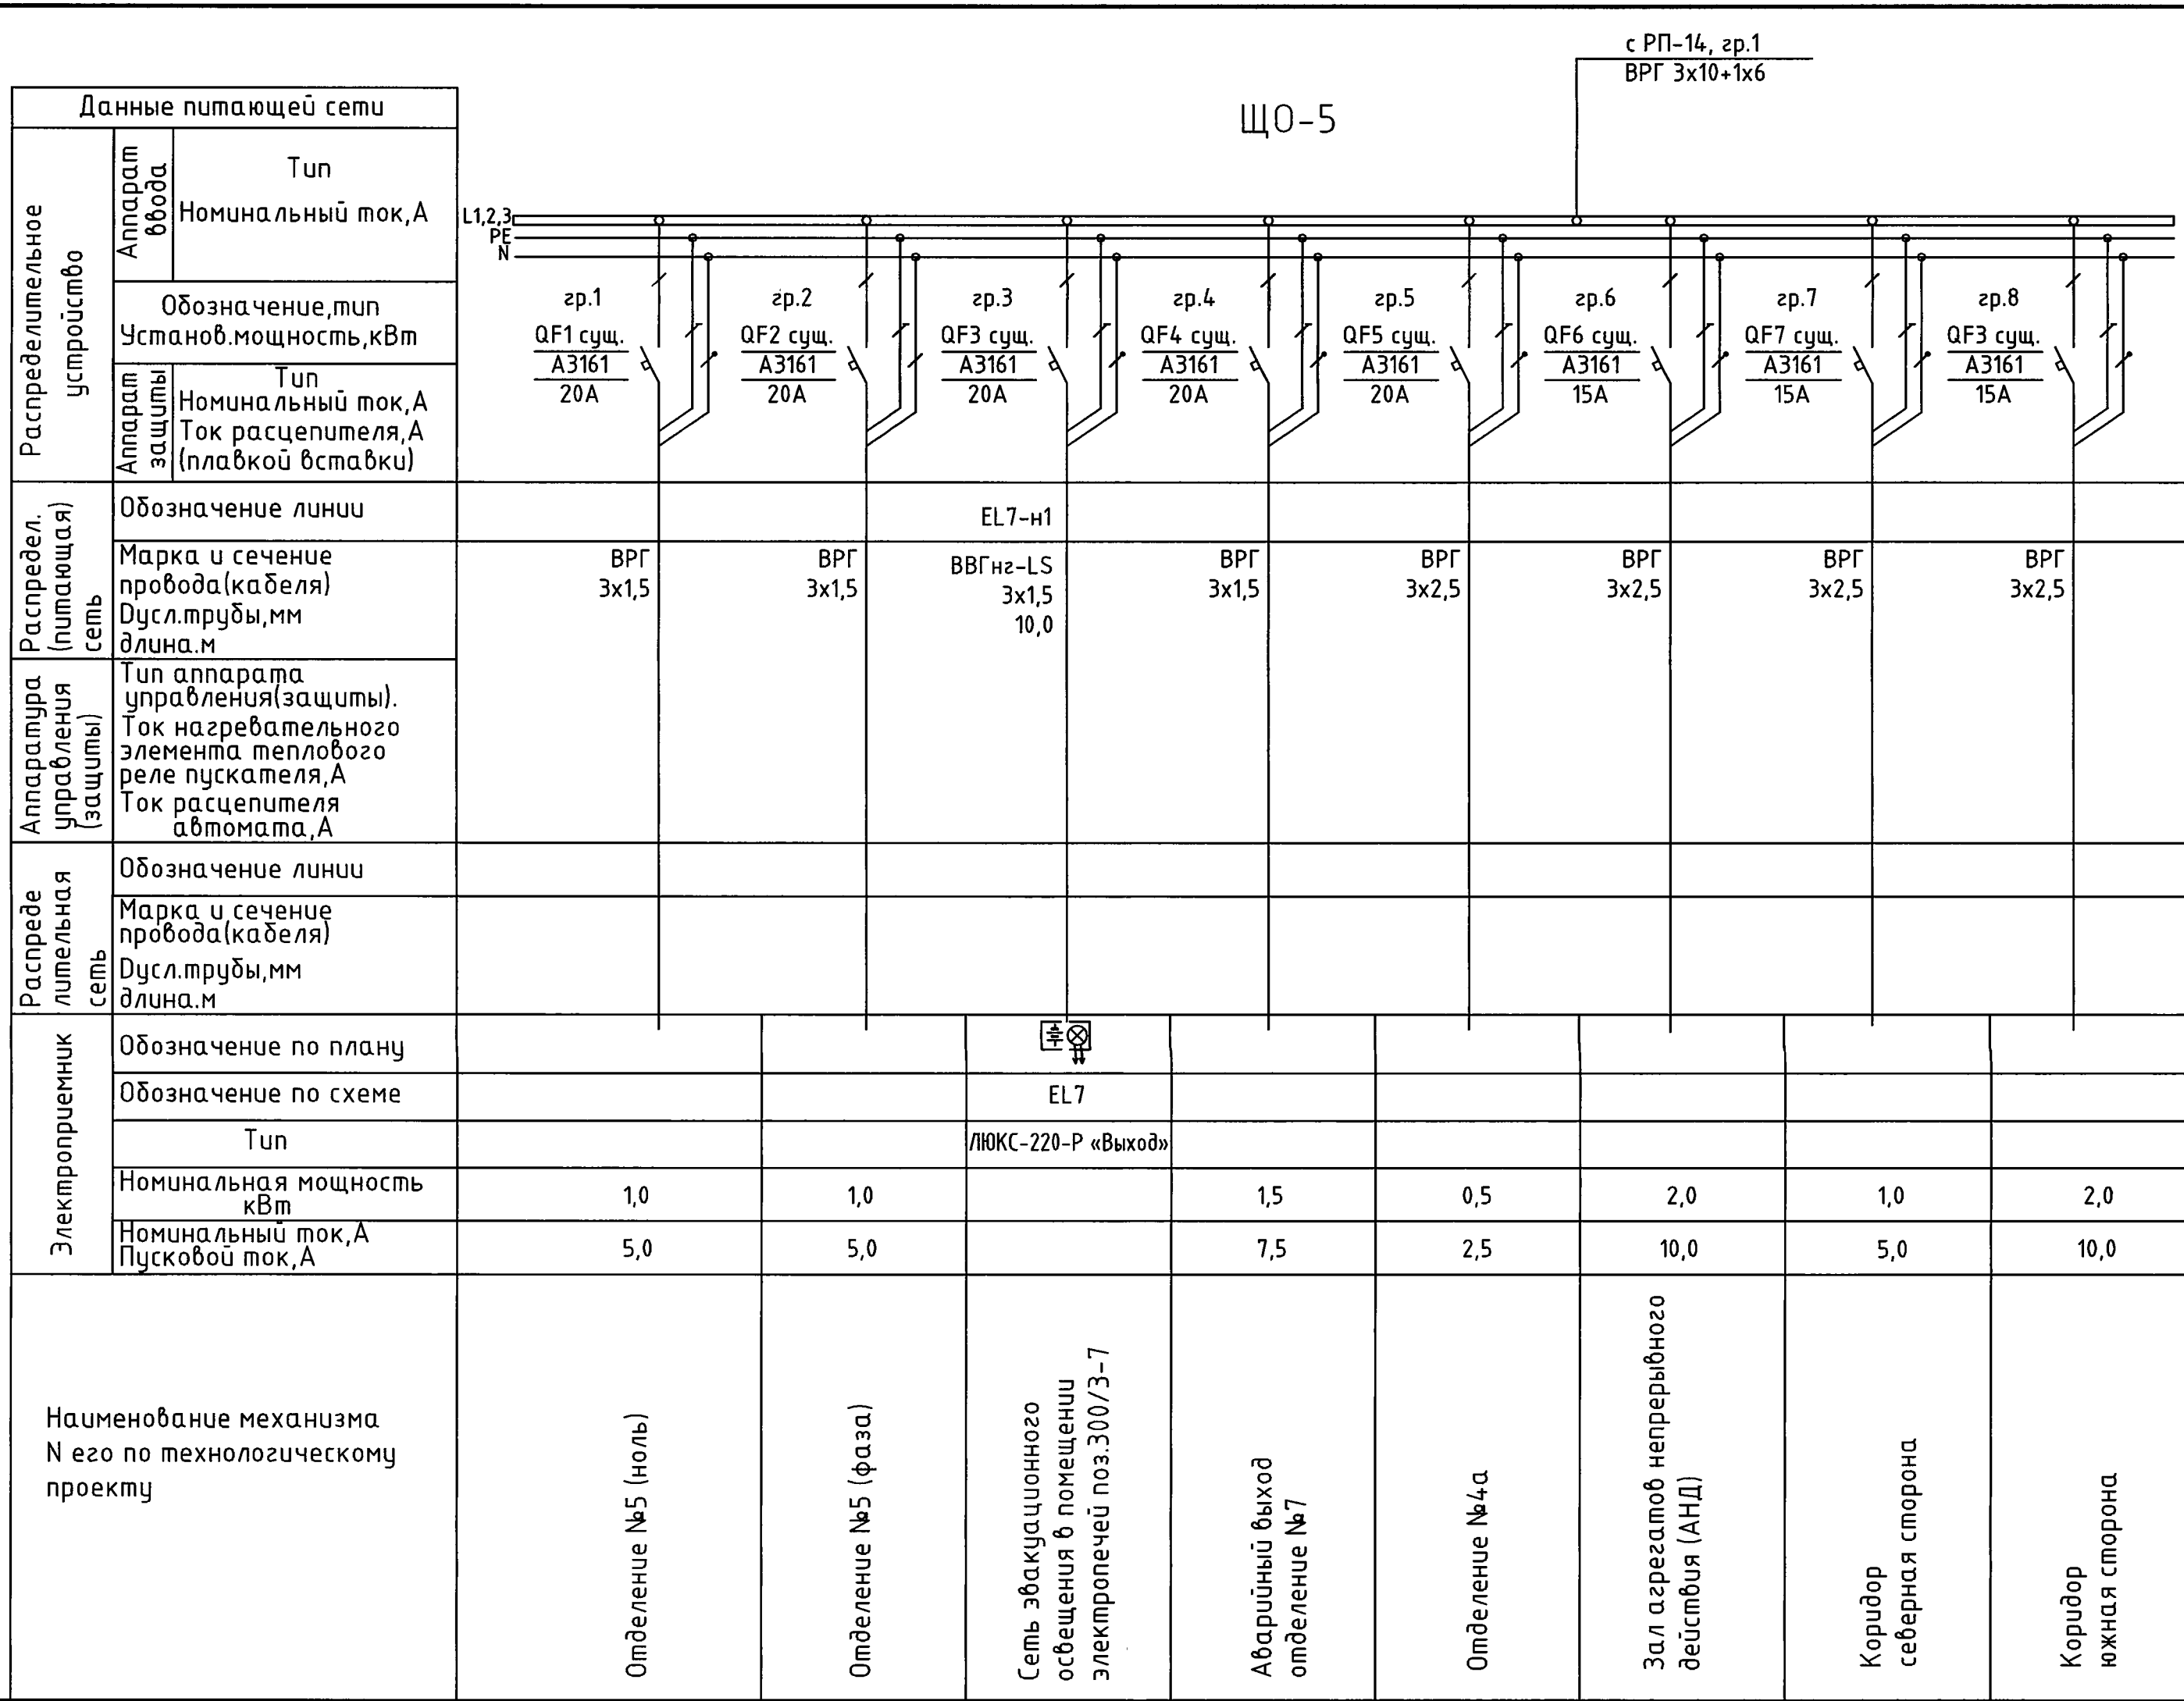 с РП-14, гр.1
ВРГ 3х10+1х6
ЩО-5
Данные питающей сети
Распределительное
устройство
Аппарат
ввода
Тип
Номинальный ток,А
Обозначение,тип
Установ.мощность,кВт
Аппарат
защиты
Тип
Номинальный ток,А
Ток расцепителя,А
(плавкой вставки)
L1,2,3
PE
N
гр.1
QF1 сущ.
А3161
20А
гр.2
QF2 сущ.
А3161
20А
гр.3
QF3 сущ.
А3161
20А
гр.4
QF4 сущ.
А3161
20А
гр.5
QF5 сущ.
А3161
20А
гр.6
QF6 сущ.
А3161
15А
гр.7
QF7 сущ.
А3161
15А
гр.8
QF3 сущ.
А3161
15А
Распредел.
(питающая)
сеть
Обозначение линии
EL7-н1
Марка и сечение
провода(кабеля)
Dусл.трубы,мм
длина.м
ВРГ
3х1,5
ВРГ
3х1,5
ВВГнг-LS
3х1,5
10,0
ВРГ
3х1,5
ВРГ
3х2,5
ВРГ
3х2,5
ВРГ
3х2,5
ВРГ
3х2,5
Аппаратура
управления
(защиты)
Тип аппарата
управления(защиты).
Ток нагревательного
элемента теплового
реле пускателя,А
Ток расцепителя
автомата,А
Распреде
лительная
сеть
Обозначение линии
Марка и сечение
провода(кабеля)
Dусл.трубы,мм
длина.м
Электроприемник
Обозначение по плану
Обозначение по схеме
EL7
Тип
ЛЮКС-220-Р «Выход»
Номинальная мощность
кВт
1,0
1,0
1,5
0,5
2,0
1,0
2,0
Номинальный ток,А
Пусковой ток,А
5,0
5,0
7,5
2,5
10,0
5,0
10,0
Наименование механизма
N его по технологическому
проекту
Отделение №5 (ноль)
Отделение №5 (фаза)
Сеть эвакуационного
освещения в помещении
электропечей поз.300/3-7
Аварийный выход
отделение №7
Отделение №4а
Зал агрегатов непрерывного
действия (АНД)
Коридор
северная сторона
Коридор
южная сторона